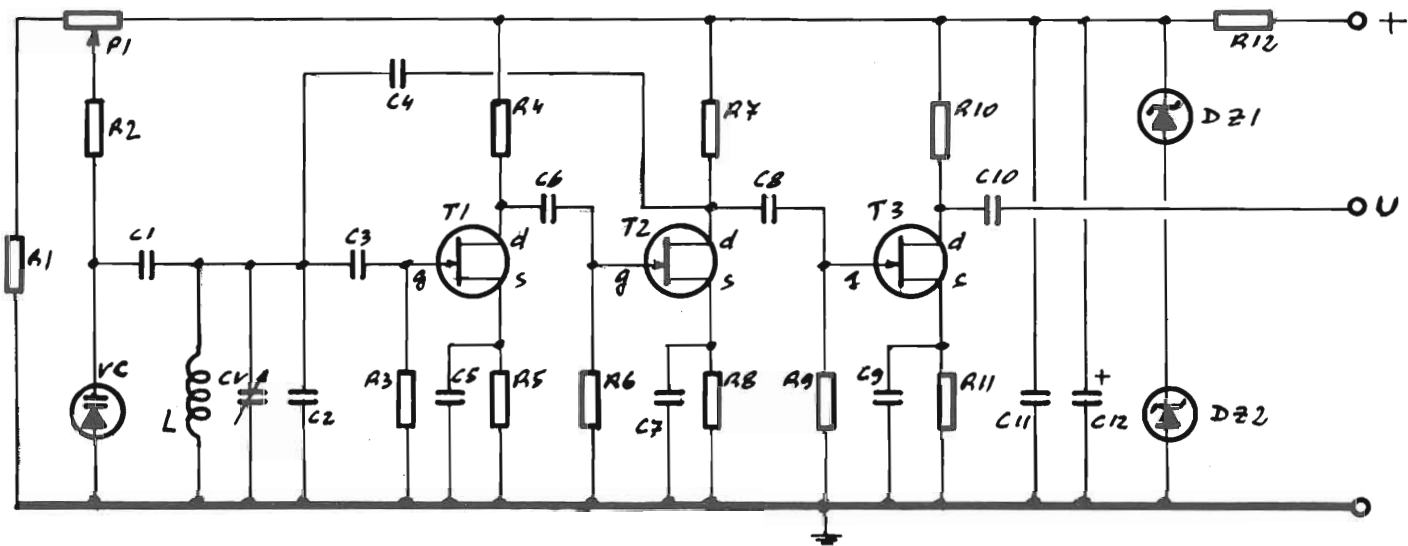 P1
R12
+
C4
R2
R4
R7
R10
DZ1
C6
C8
C10
U
T1
T2
T3
R1
C1
C3
d
d
d
g
g
s
s
VC
L
CV
C2
R3
C5
R5
R6
C7
R8
R9
C9
R11
C11
+
C12
DZ2